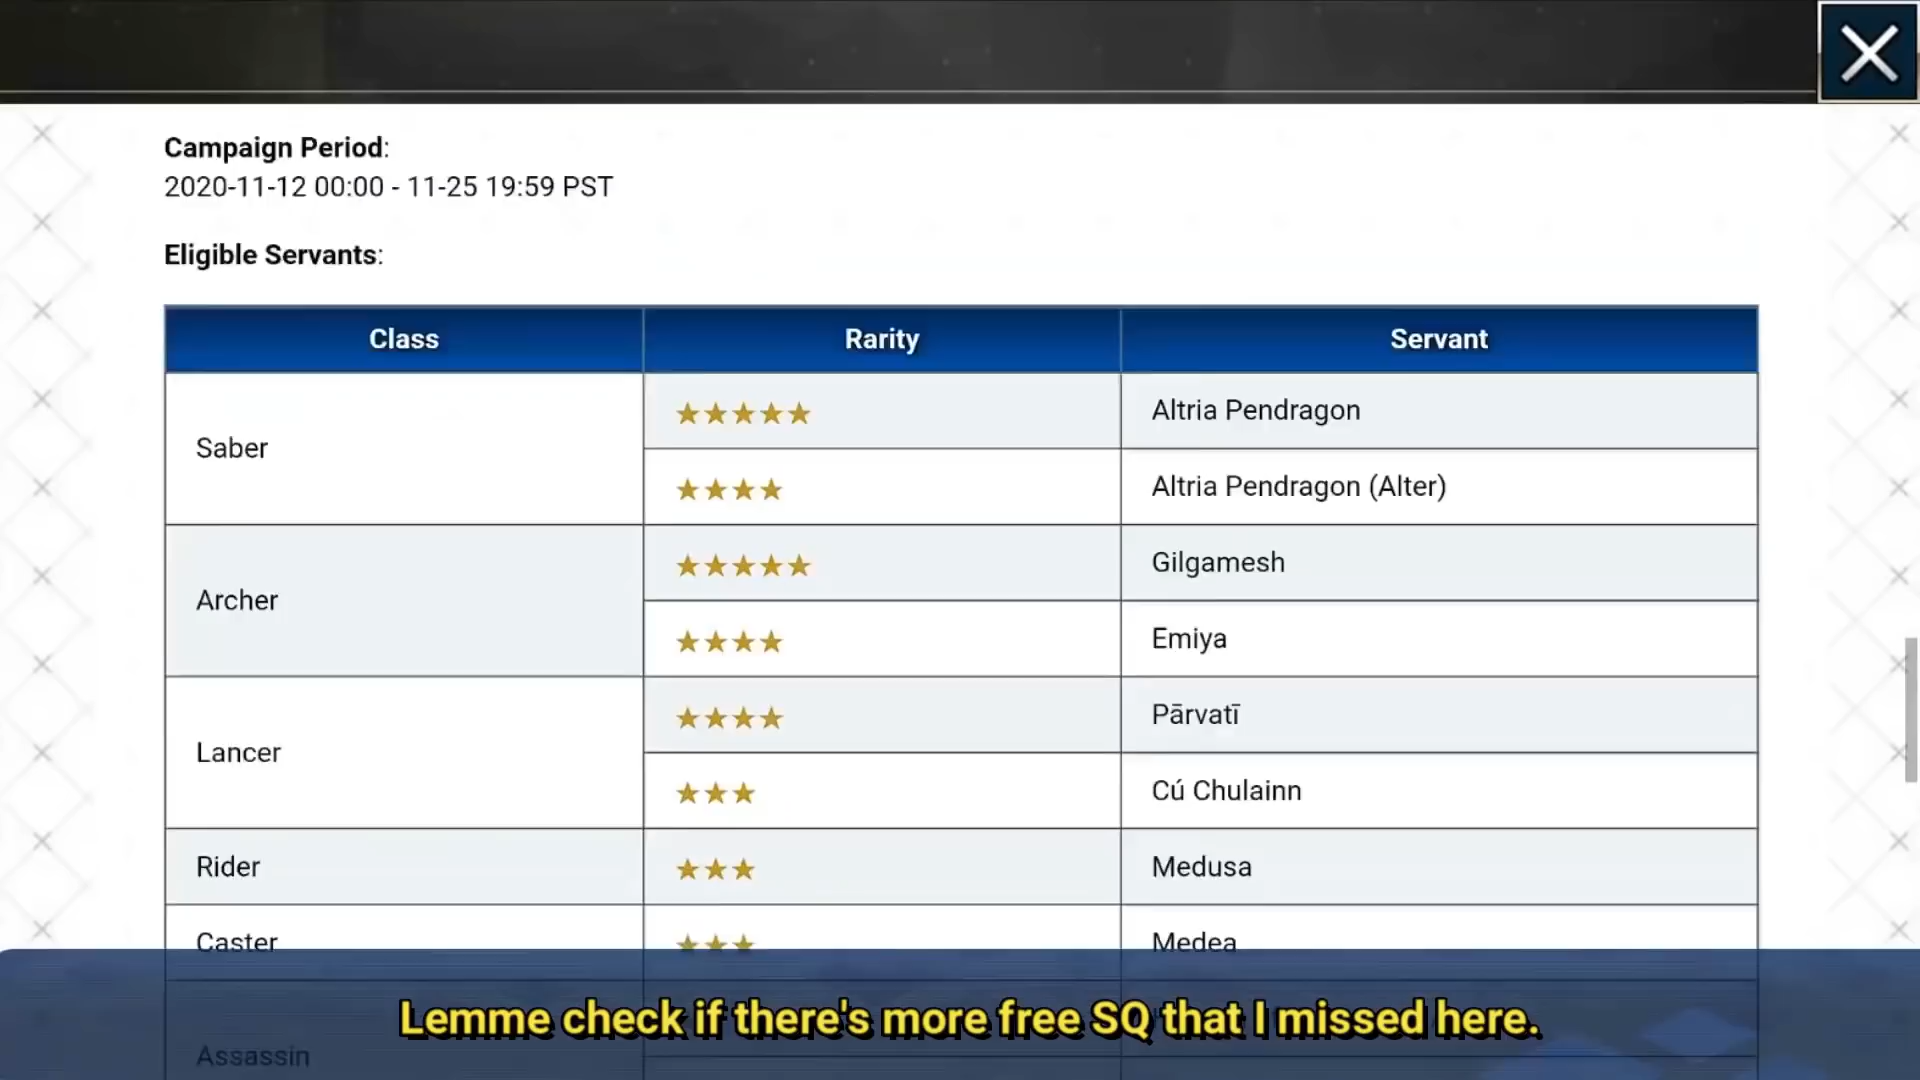 Campaign Period:
2020-11-12 00:00 - 11-25 19:59 PST
Eligible Servants:
Class Rarity Servant
Saber ★★★★★ Altria Pendragon
★★★★ Altria Pendragon (Alter)
Archer ★★★★★ Gilgamesh
★★★★ Emiya
Lancer ★★★★ Pārvatī
★★★ Cú Chulainn
Rider ★★★ Medusa
Caster ★★★ Medea
Lemme check if there's more free SQ that I missed here.
Assassin